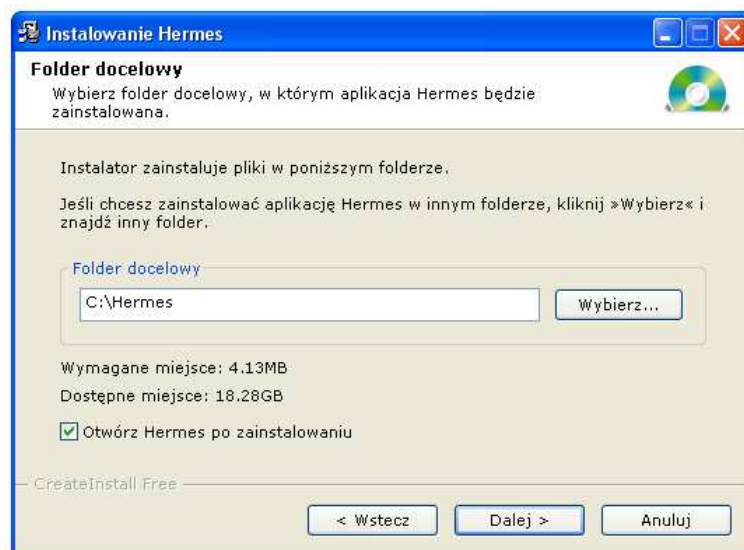 Instalowanie Hermes
Folder docelowy
Wybierz folder docelowy, w którym aplikacja Hermes będzie
zainstalowana.
Instalator zainstaluje pliki w poniższym folderze.
Jeśli chcesz zainstalować aplikację Hermes w innym folderze, kliknij »Wybierz« i
znajdź inny folder.
Folder docelowy
C:\Hermes
Wybierz...
Wymagane miejsce: 4.13MB
Dostępne miejsce: 18.28GB
Otwórz Hermes po zainstalowaniu
CreateInstall Free
< Wstecz
Dalej >
Anuluj